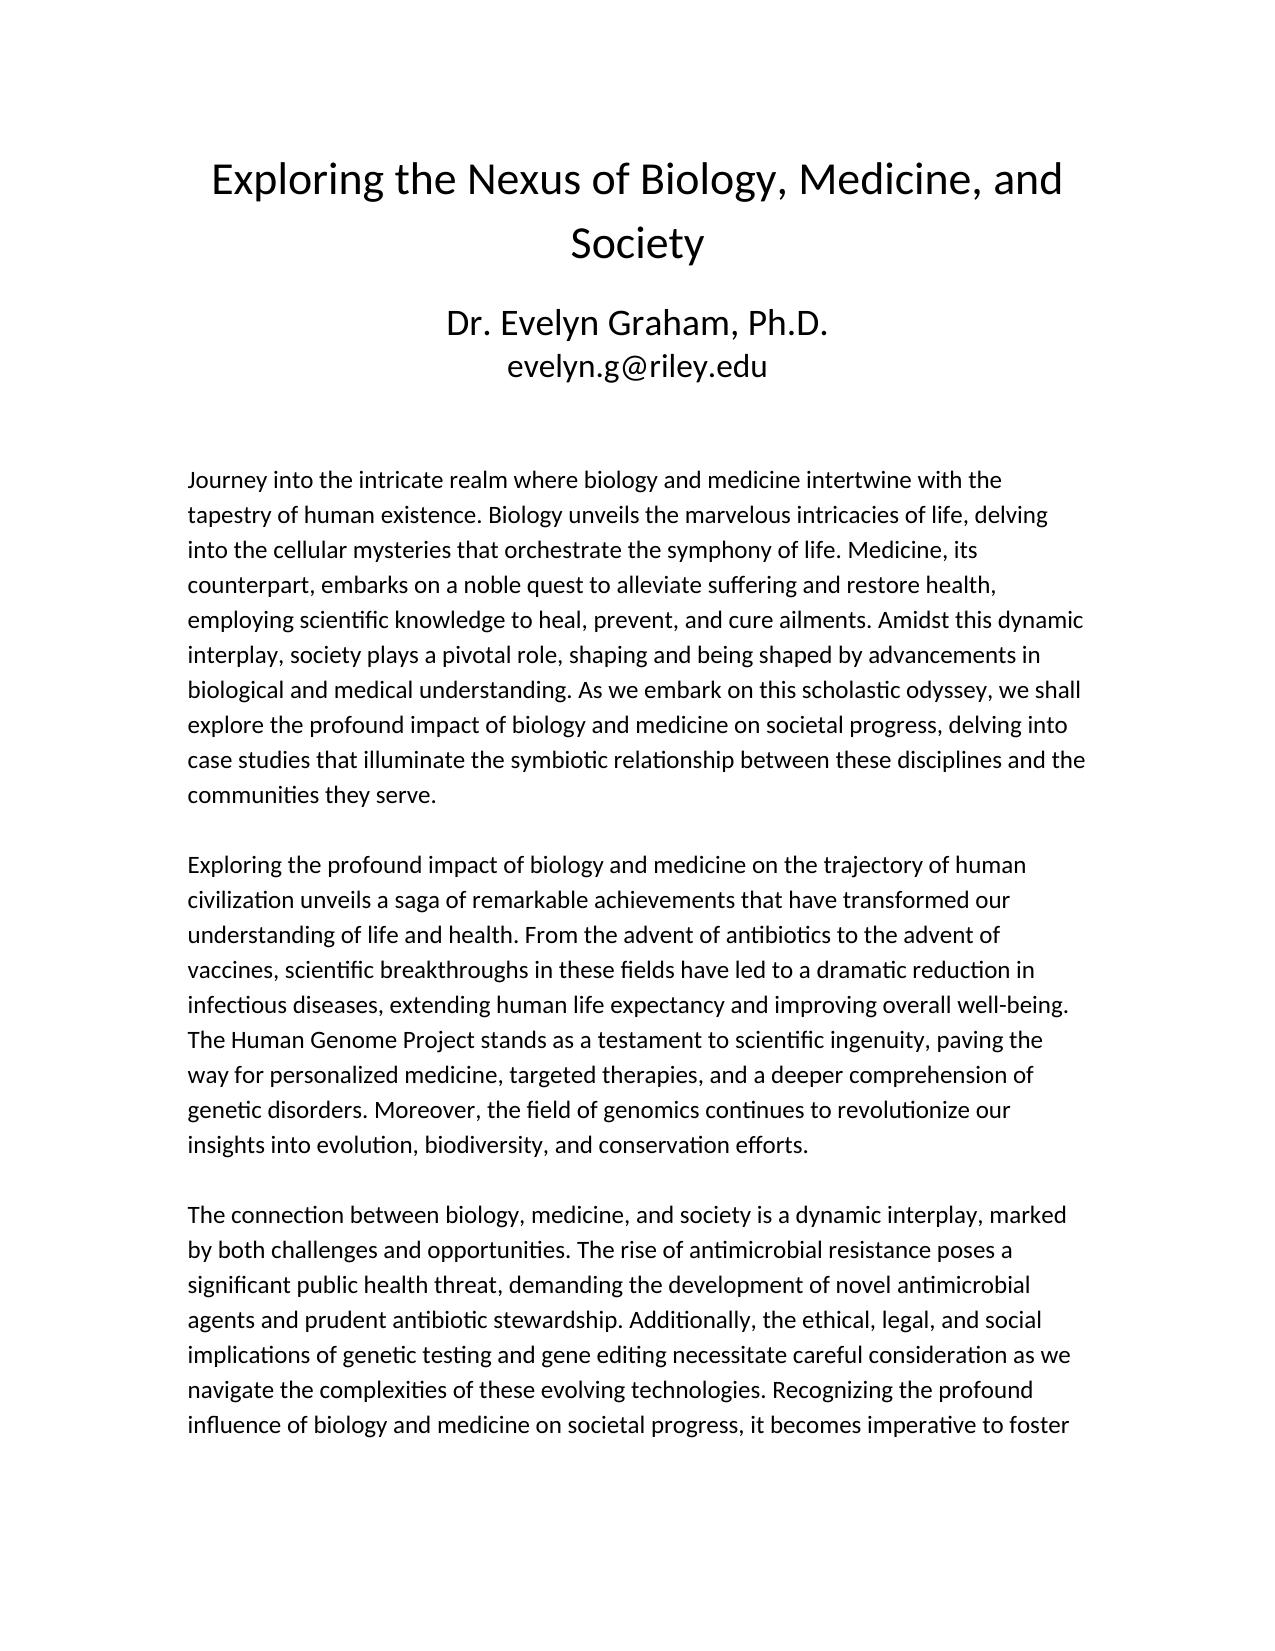 Exploring the Nexus of Biology, Medicine, and
Society
Dr. Evelyn Graham, Ph.D.
evelyn.g@riley.edu
Journey into the intricate realm where biology and medicine intertwine with the
tapestry of human existence. Biology unveils the marvelous intricacies of life, delving
into the cellular mysteries that orchestrate the symphony of life. Medicine, its
counterpart, embarks on a noble quest to alleviate suffering and restore health,
employing scientific knowledge to heal, prevent, and cure ailments. Amidst this dynamic
interplay, society plays a pivotal role, shaping and being shaped by advancements in
biological and medical understanding. As we embark on this scholastic odyssey, we shall
explore the profound impact of biology and medicine on societal progress, delving into
case studies that illuminate the symbiotic relationship between these disciplines and the
communities they serve.
Exploring the profound impact of biology and medicine on the trajectory of human
civilization unveils a saga of remarkable achievements that have transformed our
understanding of life and health. From the advent of antibiotics to the advent of
vaccines, scientific breakthroughs in these fields have led to a dramatic reduction in
infectious diseases, extending human life expectancy and improving overall well-being.
The Human Genome Project stands as a testament to scientific ingenuity, paving the
way for personalized medicine, targeted therapies, and a deeper comprehension of
genetic disorders. Moreover, the field of genomics continues to revolutionize our
insights into evolution, biodiversity, and conservation efforts.
The connection between biology, medicine, and society is a dynamic interplay, marked
by both challenges and opportunities. The rise of antimicrobial resistance poses a
significant public health threat, demanding the development of novel antimicrobial
agents and prudent antibiotic stewardship. Additionally, the ethical, legal, and social
implications of genetic testing and gene editing necessitate careful consideration as we
navigate the complexities of these evolving technologies. Recognizing the profound
influence of biology and medicine on societal progress, it becomes imperative to foster